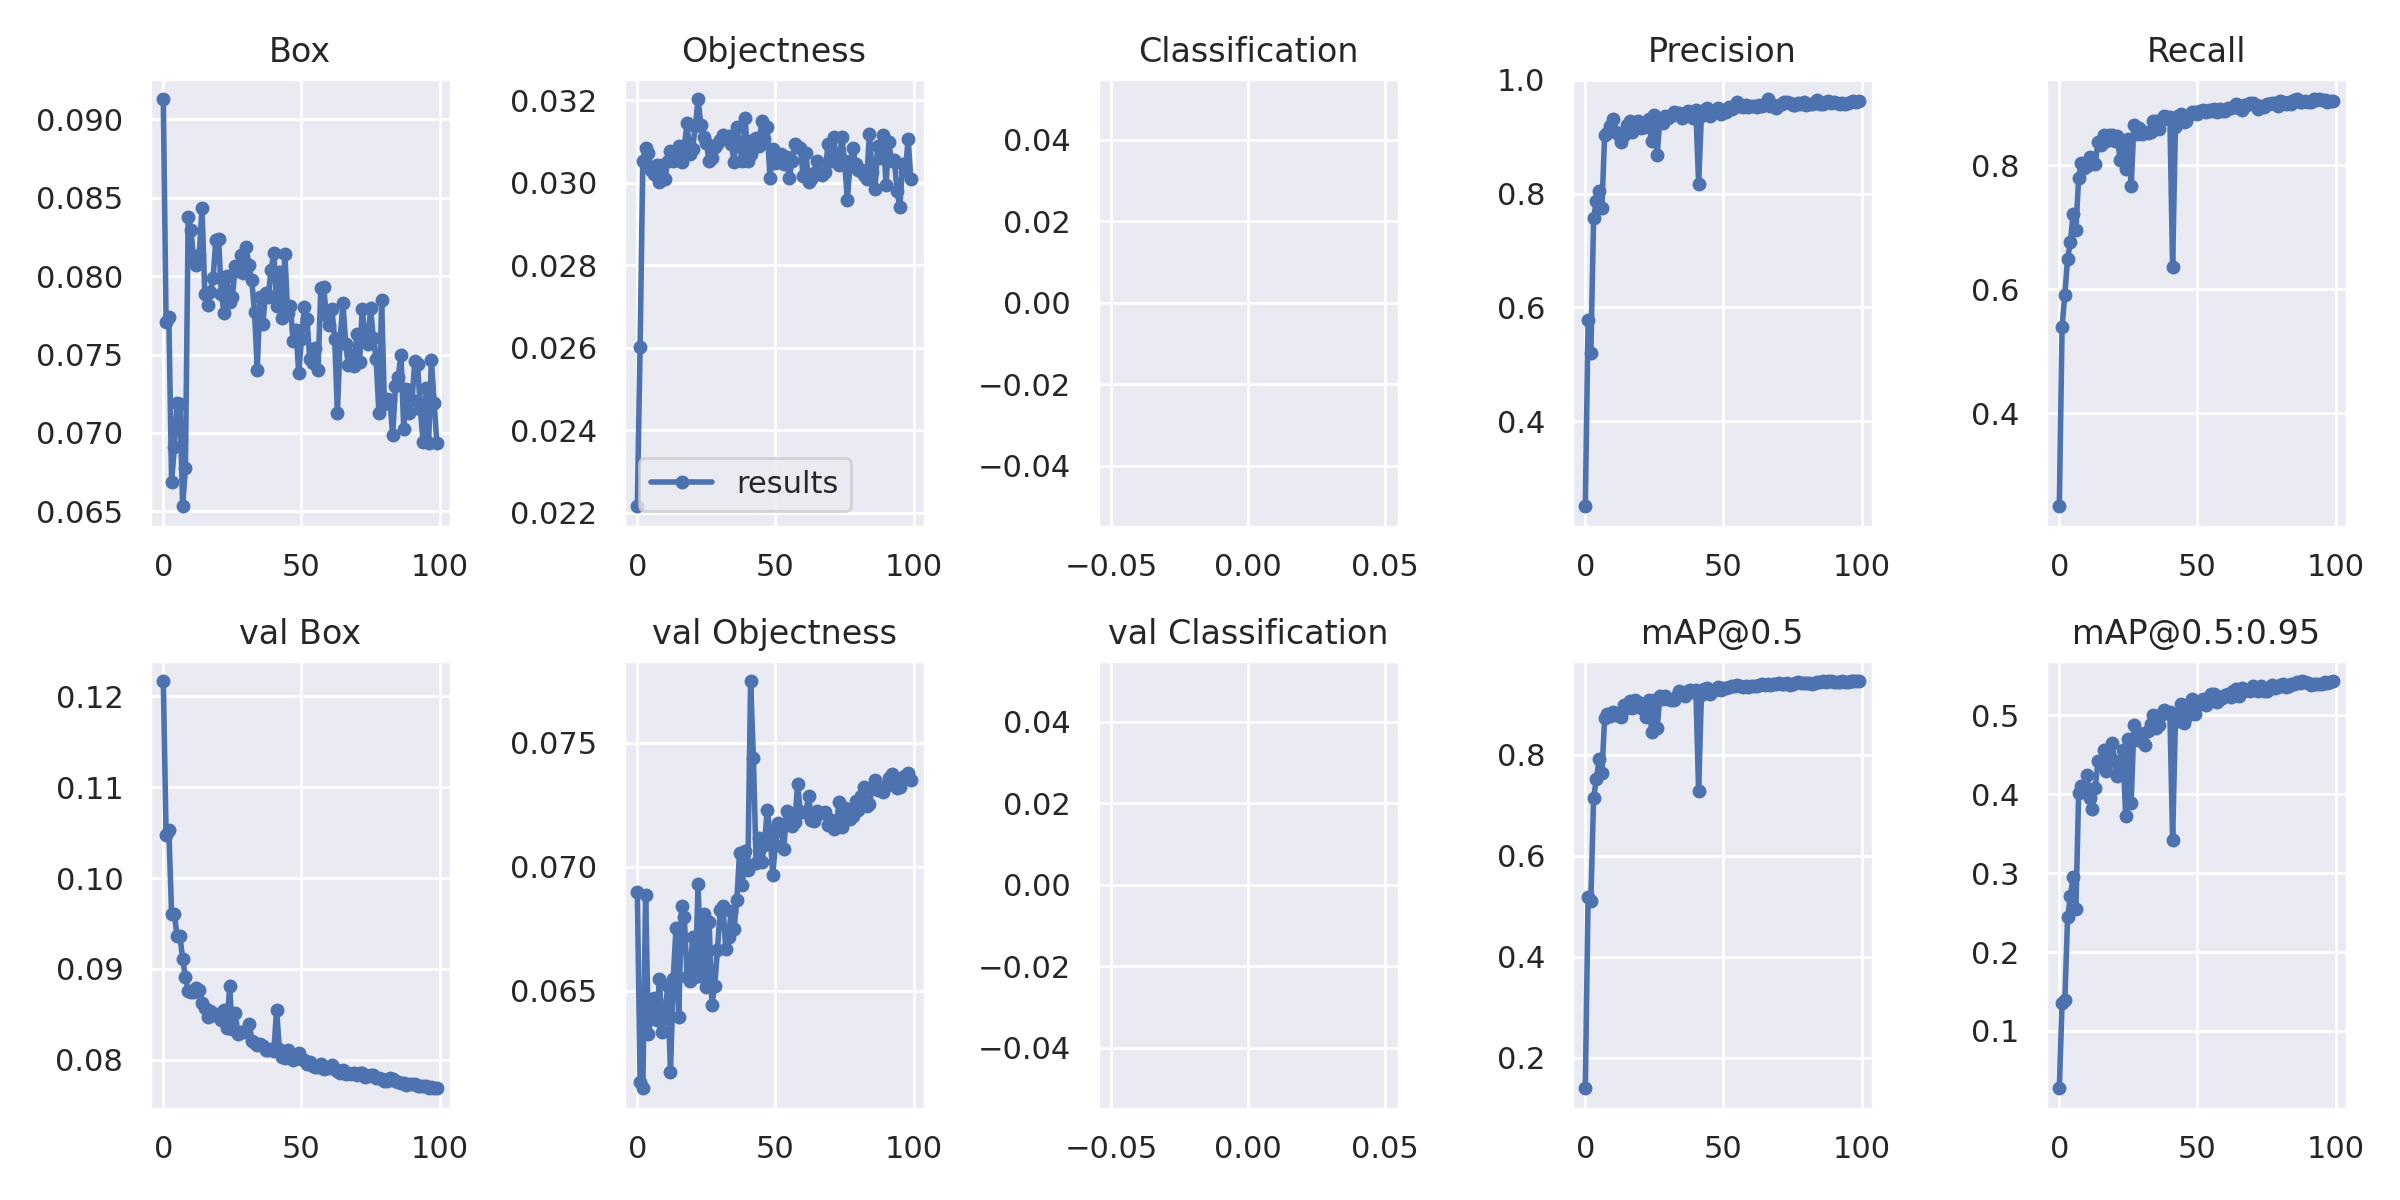 Box
0.090
0.085
0.080
0.075
0.070
0.065
0 50 100
Objectness
0.032
0.030
0.028
0.026
0.024
0.022
results
0 50 100
Classification
0.04
0.02
0.00
−0.02
−0.04
−0.05 0.00 0.05
Precision
1.0
0.8
0.6
0.4
0 50 100
Recall
0.8
0.6
0.4
0 50 100
val Box
0.12
0.11
0.10
0.09
0.08
0 50 100
val Objectness
0.075
0.070
0.065
0 50 100
val Classification
0.04
0.02
0.00
−0.02
−0.04
−0.05 0.00 0.05
mAP@0.5
0.8
0.6
0.4
0.2
0 50 100
mAP@0.5:0.95
0.5
0.4
0.3
0.2
0.1
0 50 100